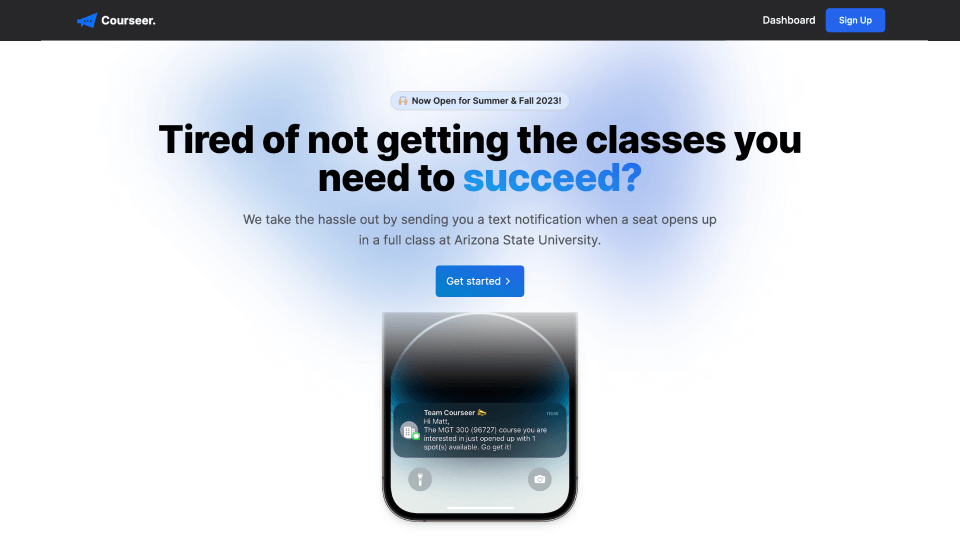 Courseer.
Dashboard
Sign Up
Now Open for Summer & Fall 2023!
Tired of not getting the classes you
need to succeed?
We take the hassle out by sending you a text notification when a seat opens up
in a full class at Arizona State University.
Get started
Team Courseer
Hi Matt,
The MGT 300 (96727) course you are
interested in just opened up with 1
spot(s) available. Go get it!